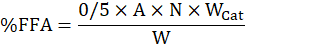 %FFA = 0/5 × A × N × W_Cat / W